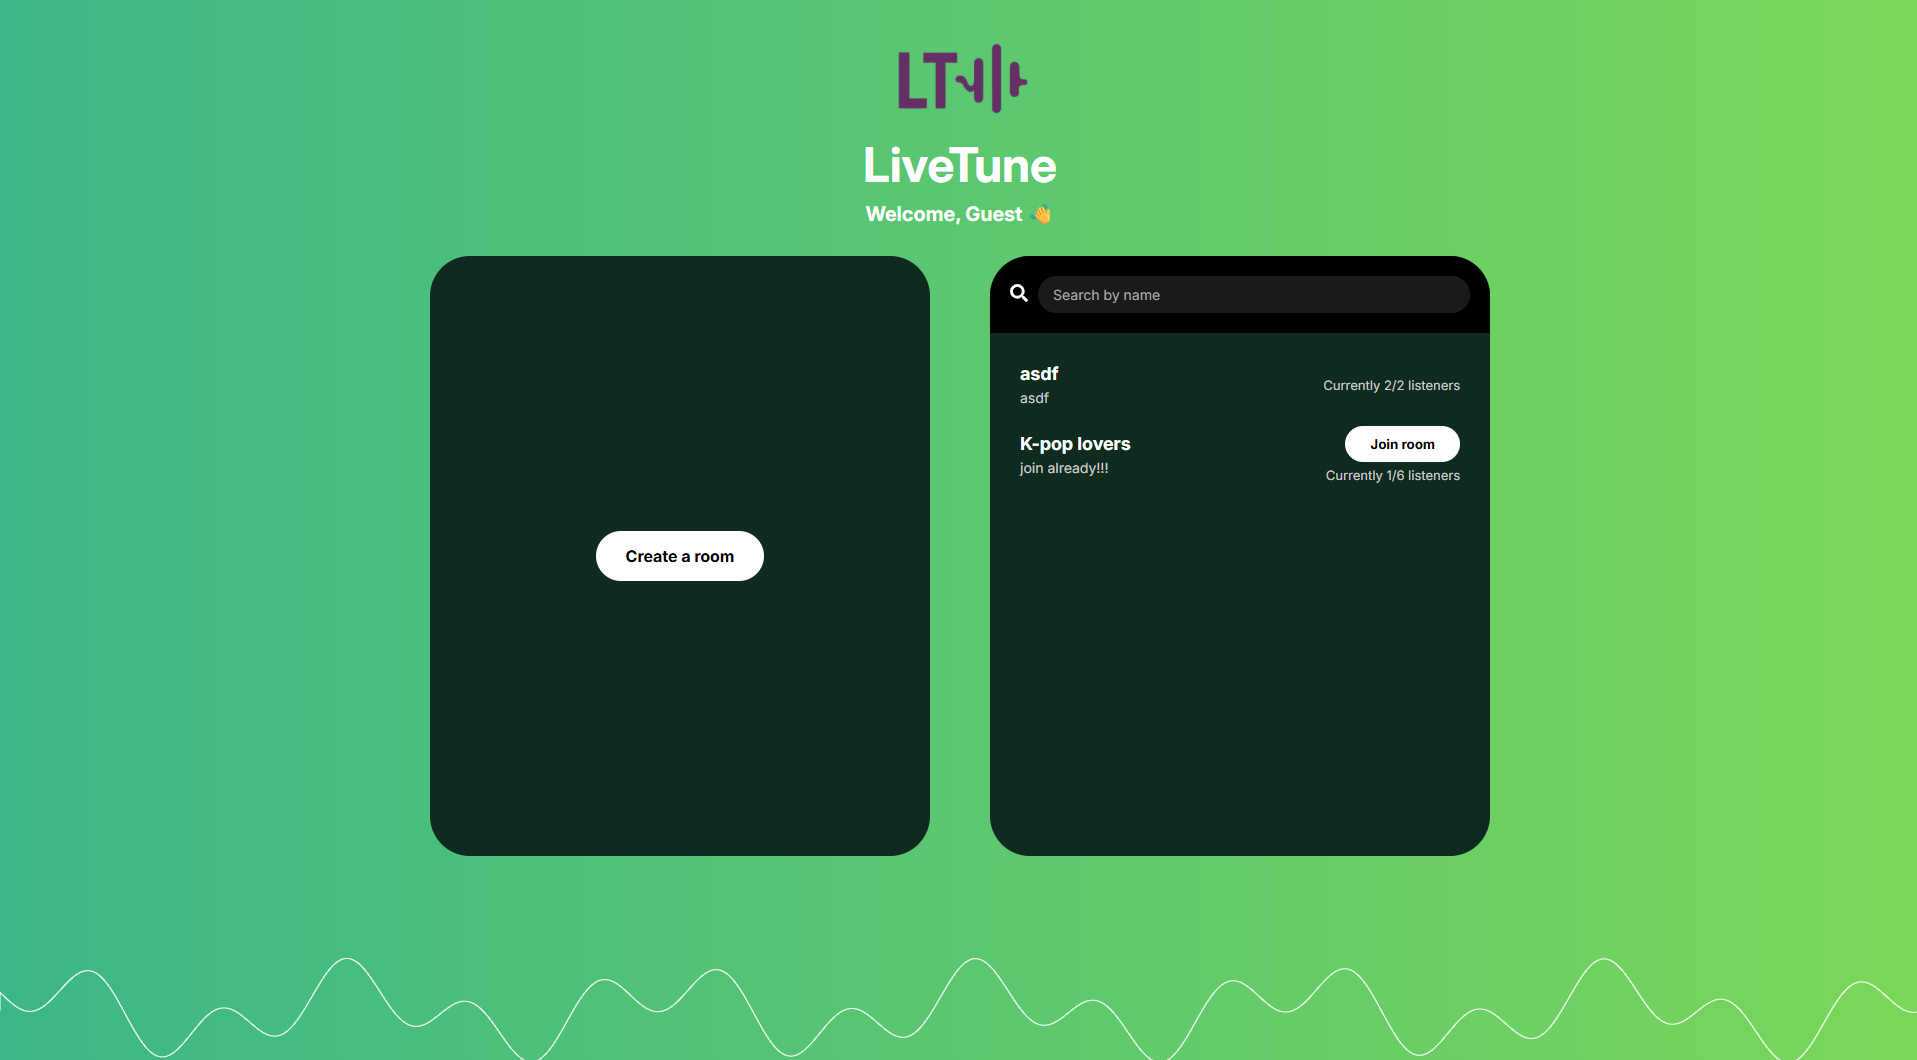 LT
LiveTune
Welcome, Guest 👋
Create a room
Search by name
asdf
asdf
Currently 2/2 listeners
K-pop lovers
join already!!!
Join room
Currently 1/6 listeners